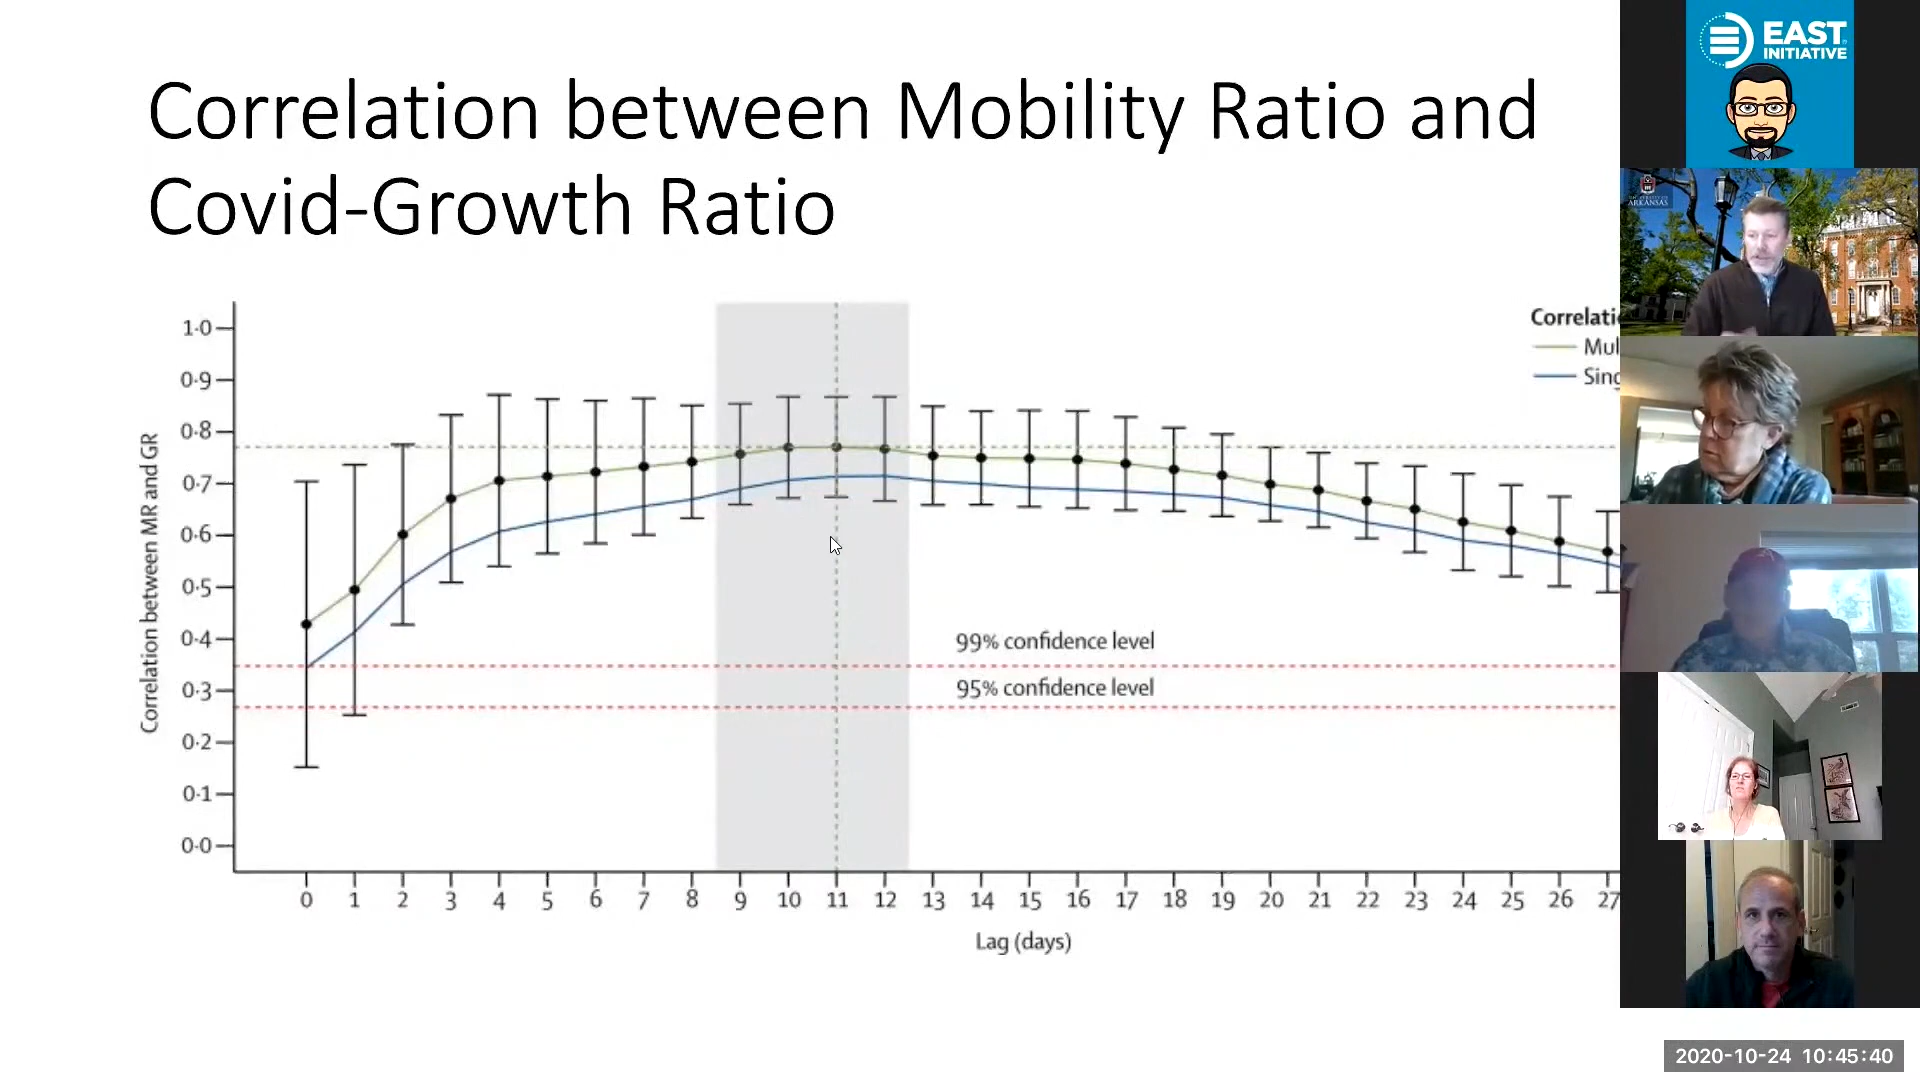 Correlation between Mobility Ratio and
Covid-Growth Ratio
Correlati
Mul
Sing
1·0
0·9
0·8
0·7
0·6
0·5
0·4
0·3
0·2
0·1
0·0
Correlation between MR and GR
99% confidence level
95% confidence level
0 1 2 3 4 5 6 7 8 9 10 11 12 13 14 15 16 17 18 19 20 21 22 23 24 25 26 27
Lag (days)
EAST
INITIATIVE
ARKANSAS
2020-10-24 10:45:40